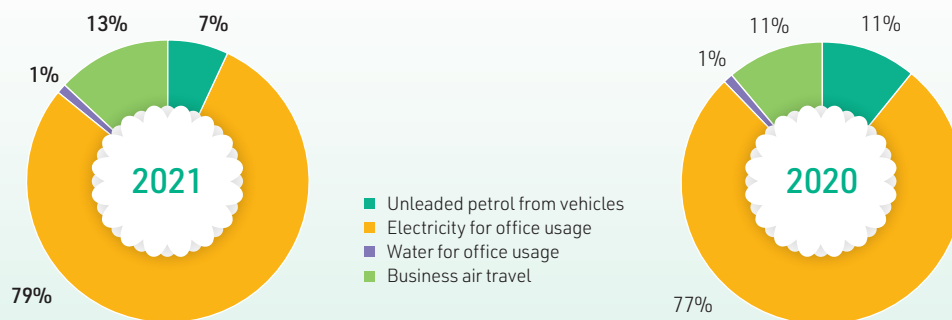 13%
7%
1%
2021
79%
Unleaded petrol from vehicles
Electricity for office usage
Water for office usage
Business air travel
11%
11%
1%
2020
77%